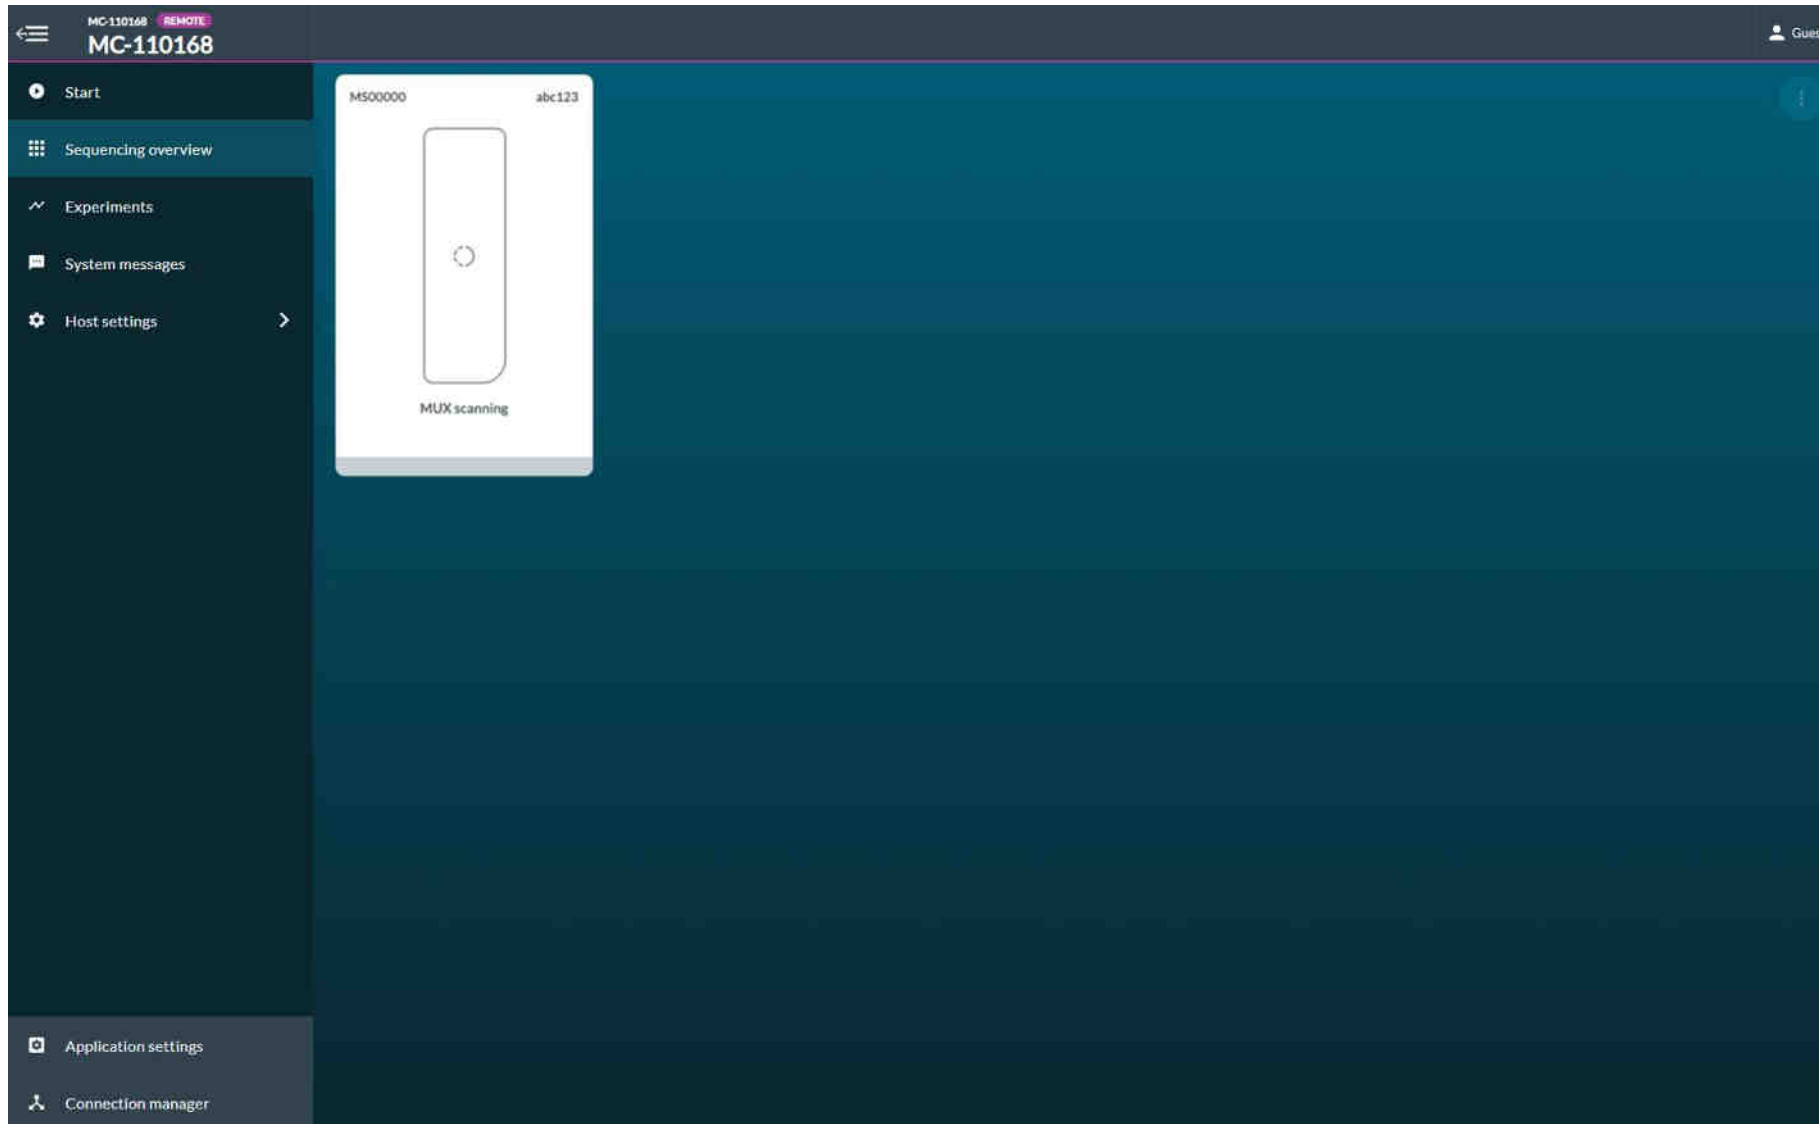 MC-110168 REMOTE
MC-110168
Start
Sequencing overview
Experiments
System messages
Host settings
Application settings
Connection manager
MS00000 abc123
MUX scanning
Gues